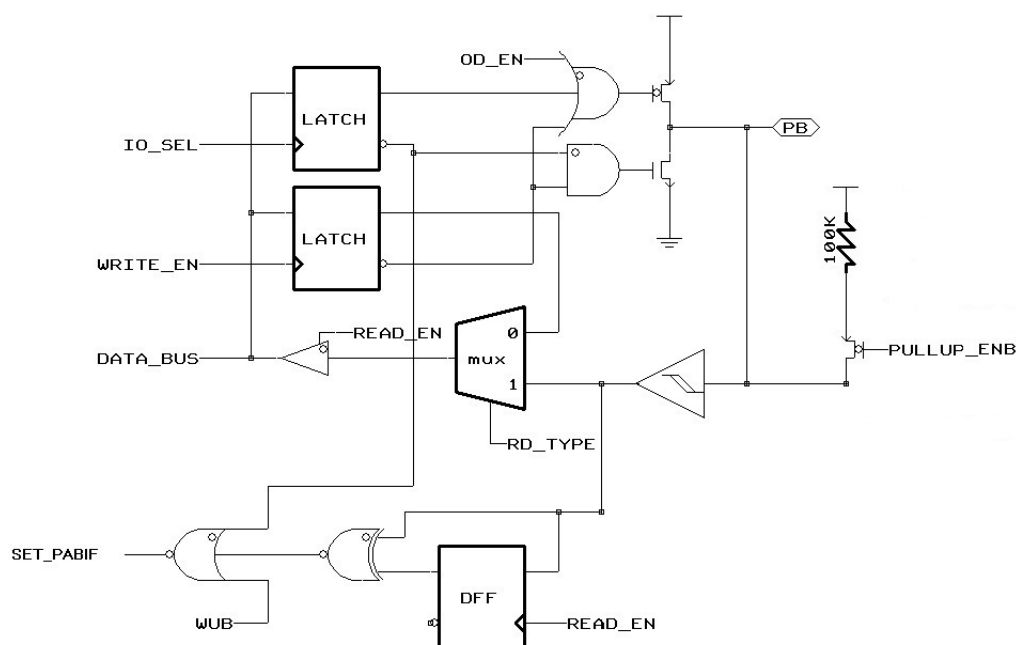 OD_EN
LATCH
PB
IO_SEL
LATCH
100K
WRITE_EN
READ_EN
0
DATA_BUS
mux
PULLUP_ENB
1
RD_TYPE
SET_PABIF
DFF
WUB
READ_EN